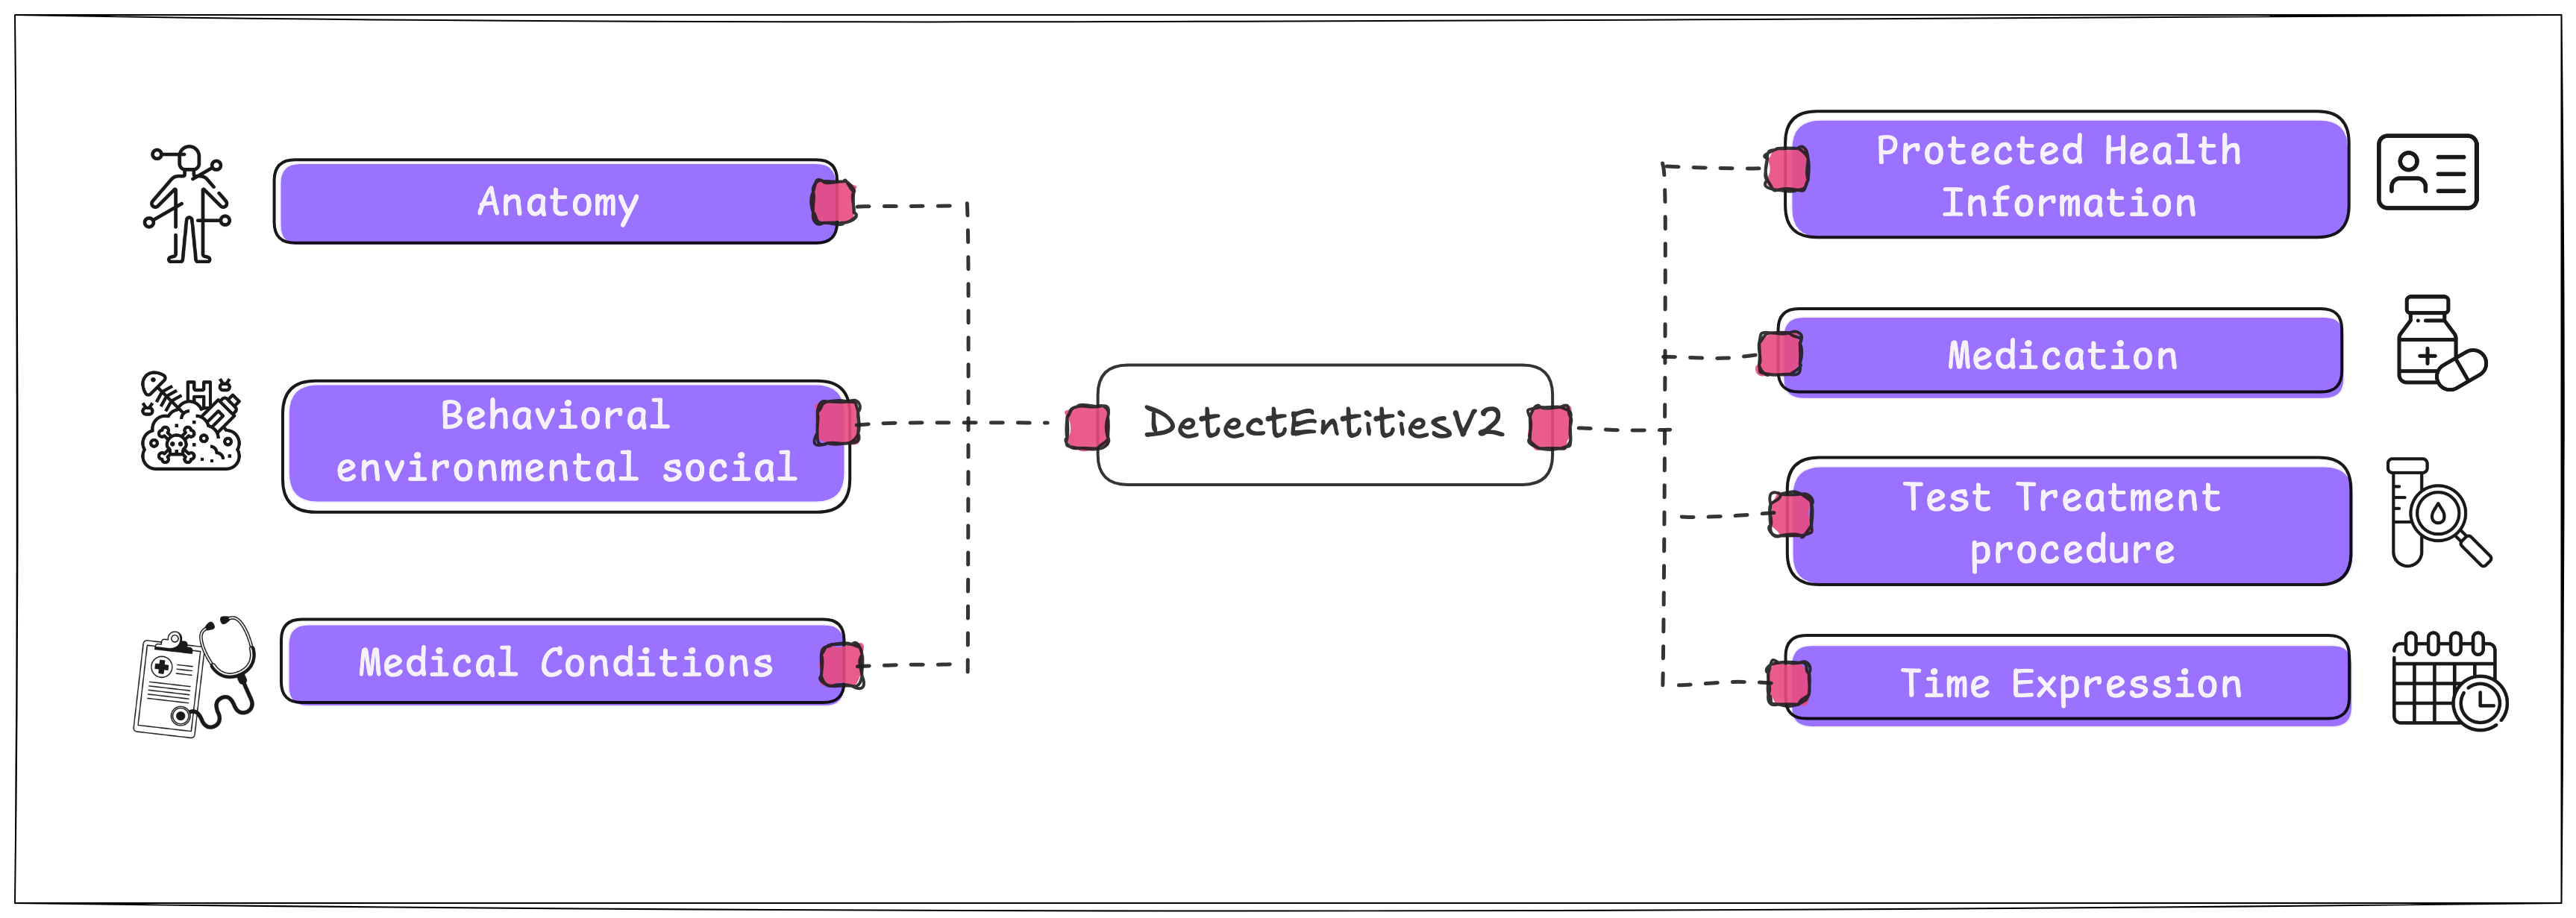 Anatomy
Behavioral
environmental social
Medical Conditions
DetectEntitiesV2
Protected Health
Information
Medication
Test Treatment
procedure
Time Expression